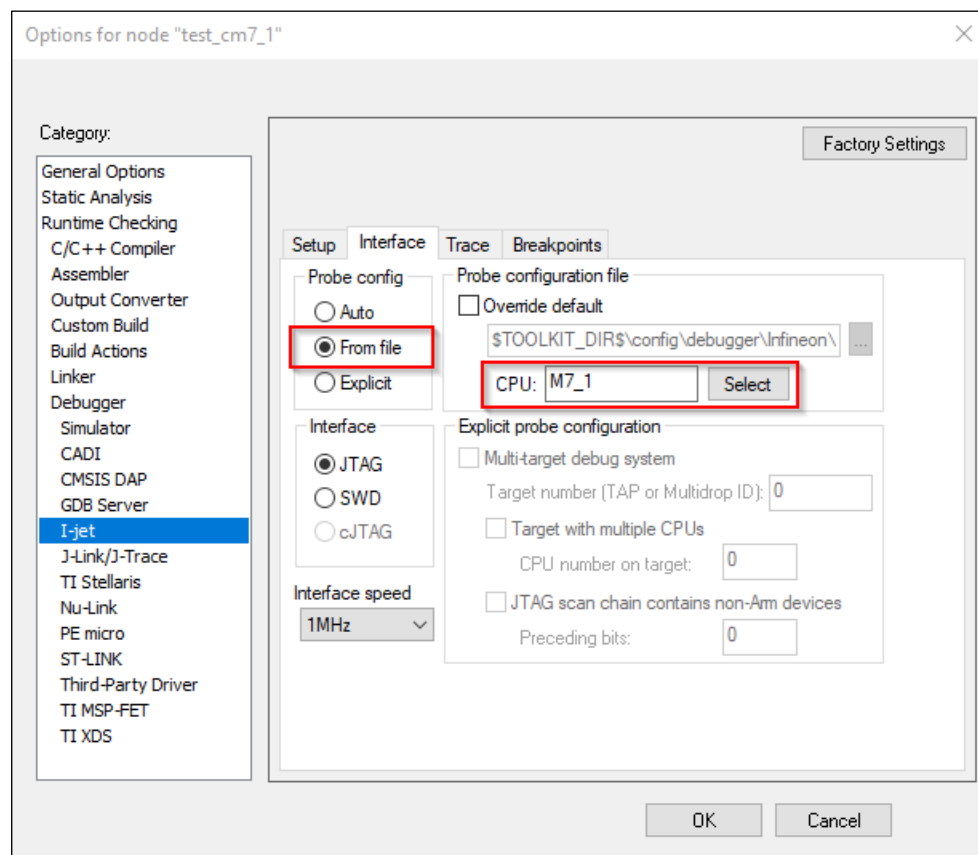 Options for node "test_cm7_1"
Category:
Factory Settings
General Options
Static Analysis
Runtime Checking
C/C++ Compiler
Assembler
Output Converter
Custom Build
Build Actions
Linker
Debugger
Simulator
CADI
CMSIS DAP
GDB Server
I-jet
J-Link/J-Trace
TI Stellaris
Nu-Link
PE micro
ST-LINK
Third-Party Driver
TI MSP-FET
TI XDS
Setup Interface Trace Breakpoints
Probe config
Auto
From file
Explicit
Probe configuration file
Override default
$TOOLKIT_DIR$\config\debugger\Infineon\ ...
CPU: M7_1 Select
Interface
JTAG
SWD
cJTAG
Interface speed
1MHz
Explicit probe configuration
Multi-target debug system
Target number (TAP or Multidrop ID): 0
Target with multiple CPUs
CPU number on target: 0
JTAG scan chain contains non-Arm devices
Preceding bits: 0
OK Cancel